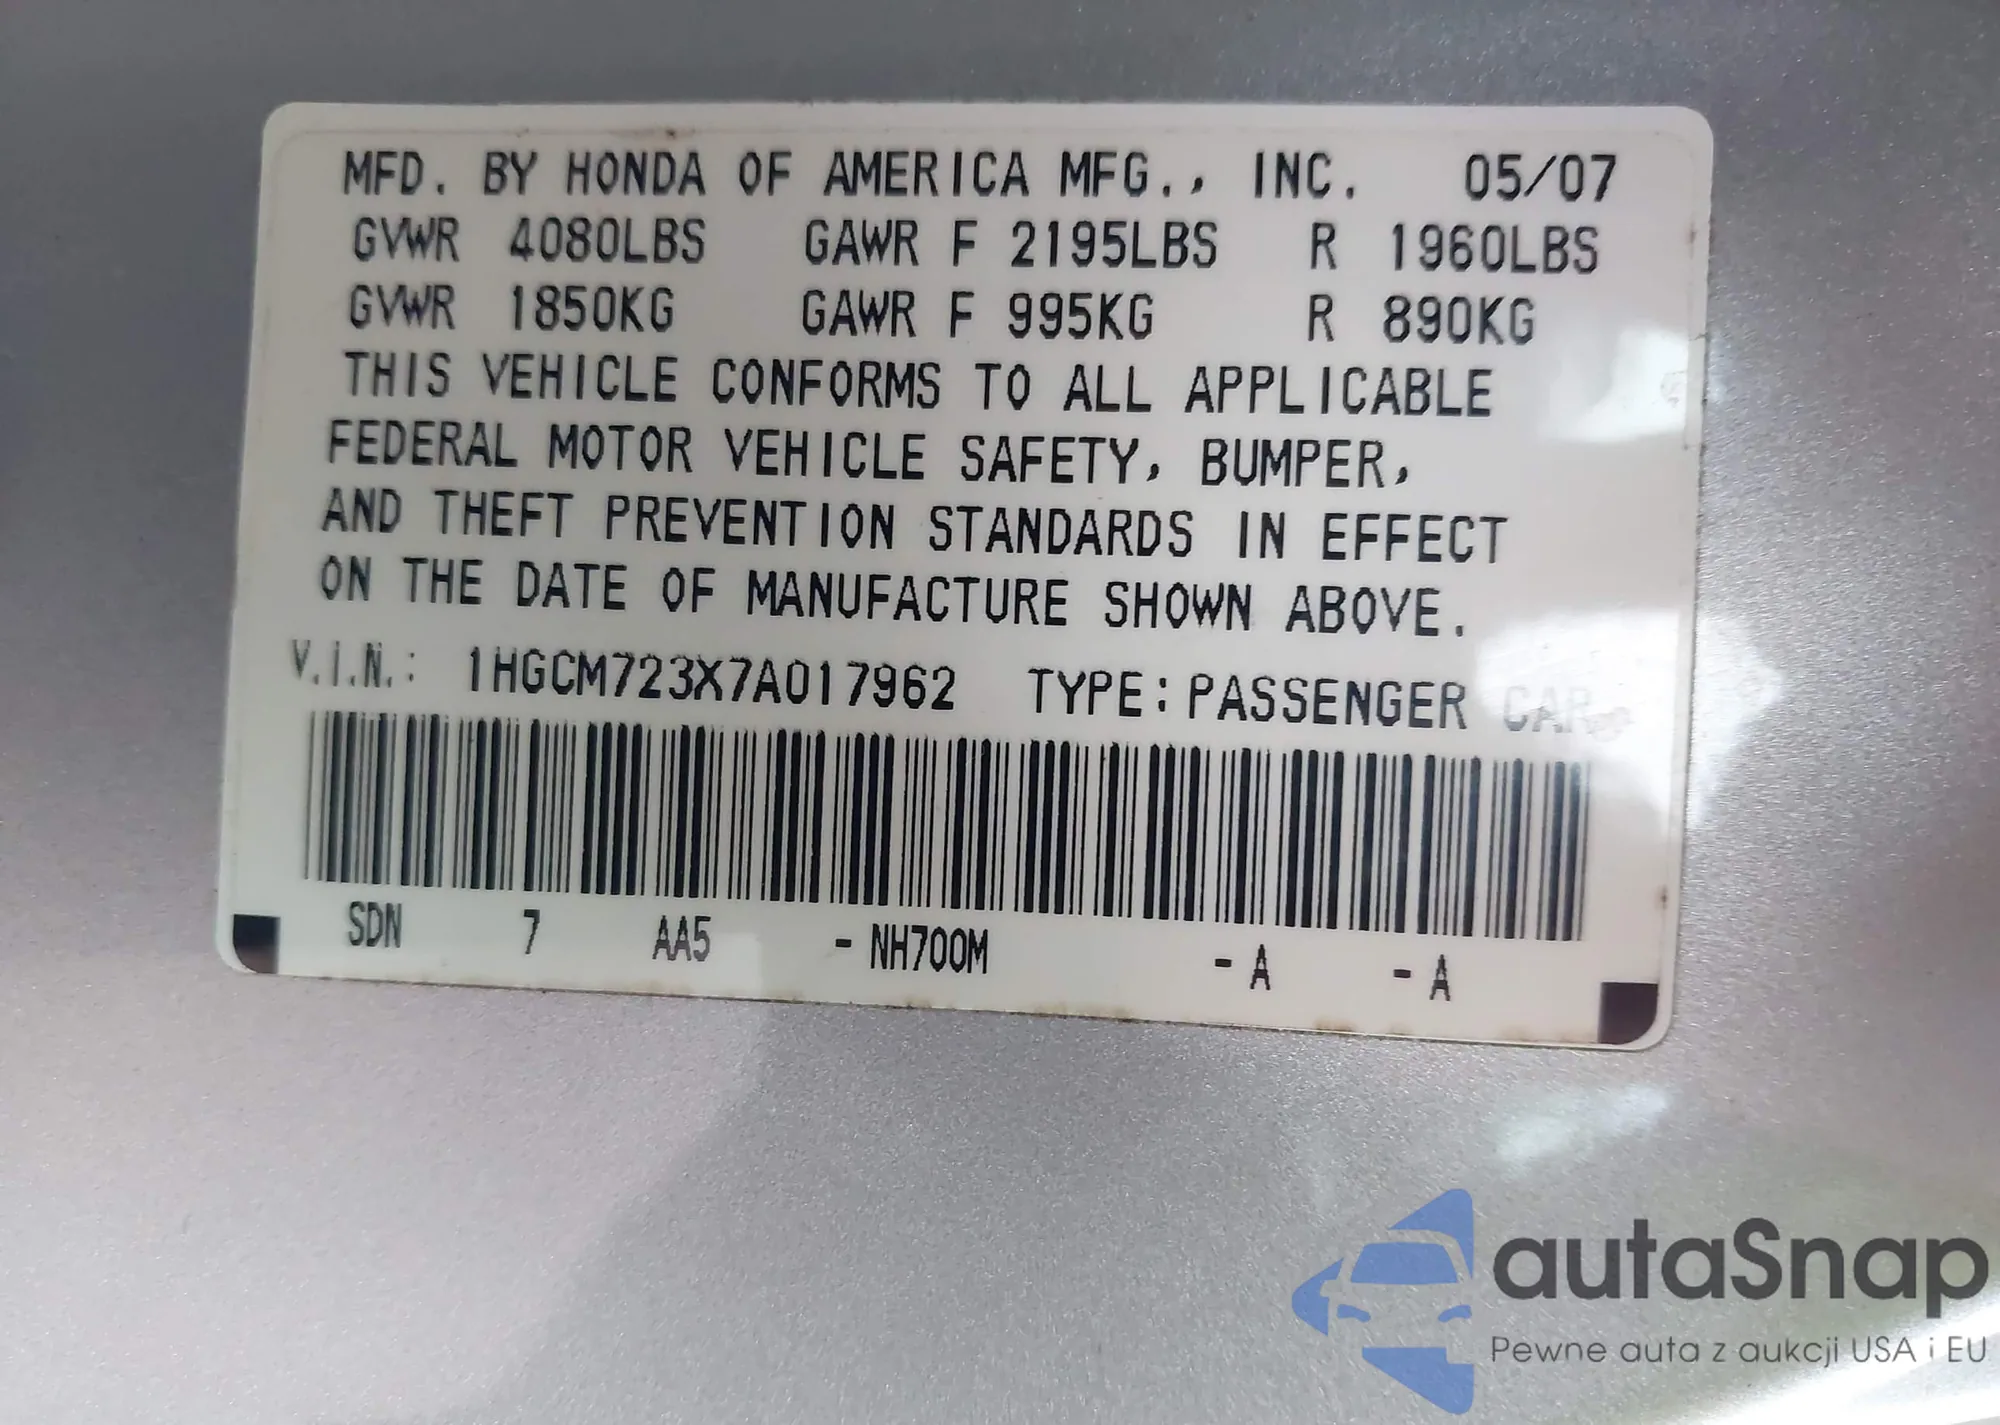 MFD. BY HONDA OF AMERICA MFG., INC. 05/07
GVWR 4080LBS GAWR F 2195LBS R 1960LBS
GVWR 1850KG GAWR F 995KG R 890KG
THIS VEHICLE CONFORMS TO ALL APPLICABLE
FEDERAL MOTOR VEHICLE SAFETY, BUMPER,
AND THEFT PREVENTION STANDARDS IN EFFECT
ON THE DATE OF MANUFACTURE SHOWN ABOVE.
V.I.N.: 1HGCM723X7A017962 TYPE: PASSENGER CAR
SDN 7 AA5 - NH700M - A - A
autaSnap
Pewne auta z aukcji USA i EU